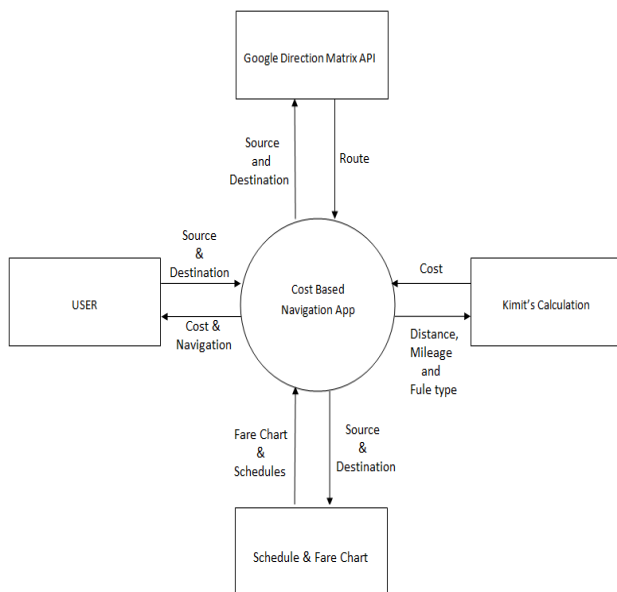 Google Direction Matrix API
Source
and
Destination
Route
Source
&
Destination
USER
Cost &
Navigation
Cost Based
Navigation App
Cost
Kimit's Calculation
Distance,
Mileage
and
Fule type
Fare Chart
&
Schedules
Source
&
Destination
Schedule & Fare Chart